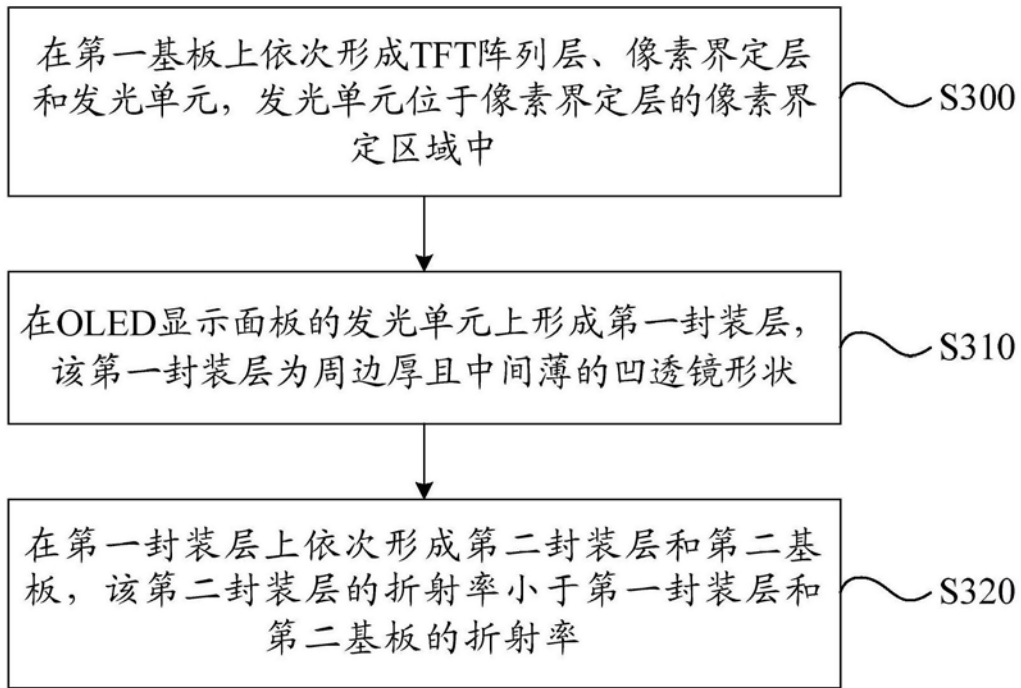 在第一基板上依次形成TFT阵列层、像素界定层
和发光单元，发光单元位于像素界定层的像素界
定区域中
S300
在OLED显示面板的发光单元上形成第一封装层，
该第一封装层为周边厚且中间薄的凹透镜形状
S310
在第一封装层上依次形成第二封装层和第二基
板，该第二封装层的折射率小于第一封装层和
第二基板的折射率
S320